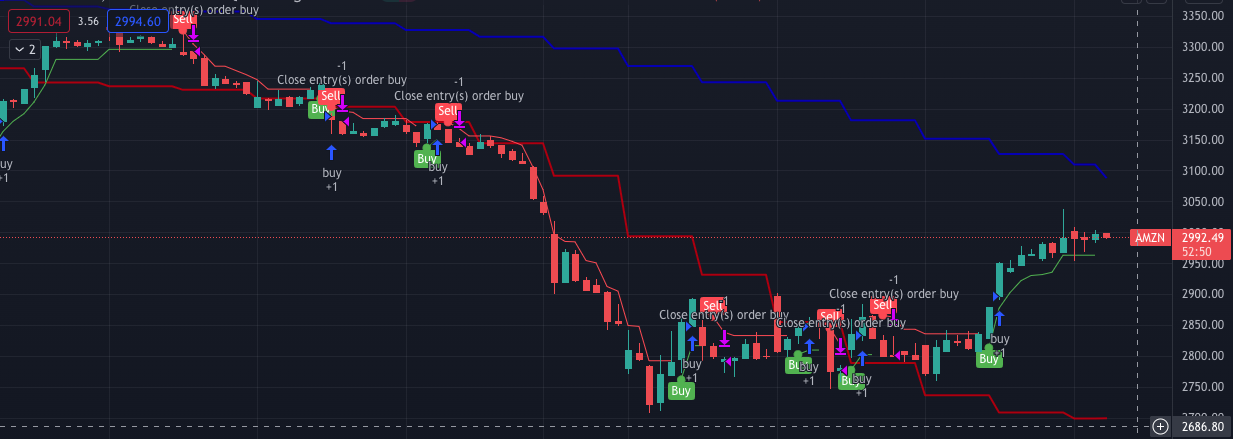 Close entry(s) order buy
2991.04 3.56 2994.60
Sell
2
-1
Close entry(s) order buy
Sell
Buy
buy
+1
buy
+1
-1
Close entry(s) order buy
Sell
Buy
Buy
+1
Sell
-1
Close entry(s) order buy
buy
+1
Buy
Sell
Close entry(s) order buy
Buy
buy
+1
Buy
buy
+1
-1
Close entry(s) order buy
Sell
buy
+1
Buy
3350.00
3300.00
3250.00
3200.00
3150.00
3100.00
3050.00
AMZN 2992.49
52:50
2950.00
2900.00
2850.00
2800.00
2750.00
2686.80